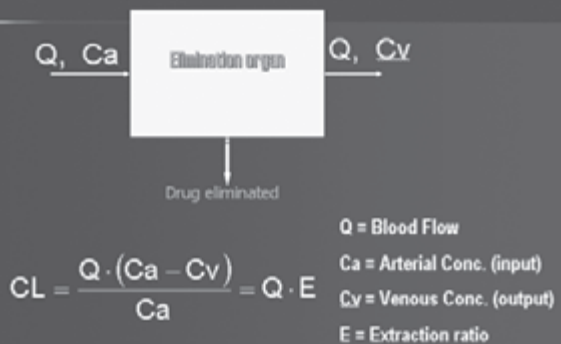 Q, Ca
Elimination organ
Q, Cv
Drug eliminated
Q = Blood Flow
Ca = Arterial Conc. (input)
Cv = Venous Conc. (output)
E = Extraction ratio
CL = Q·(Ca – Cv) / Ca = Q·E